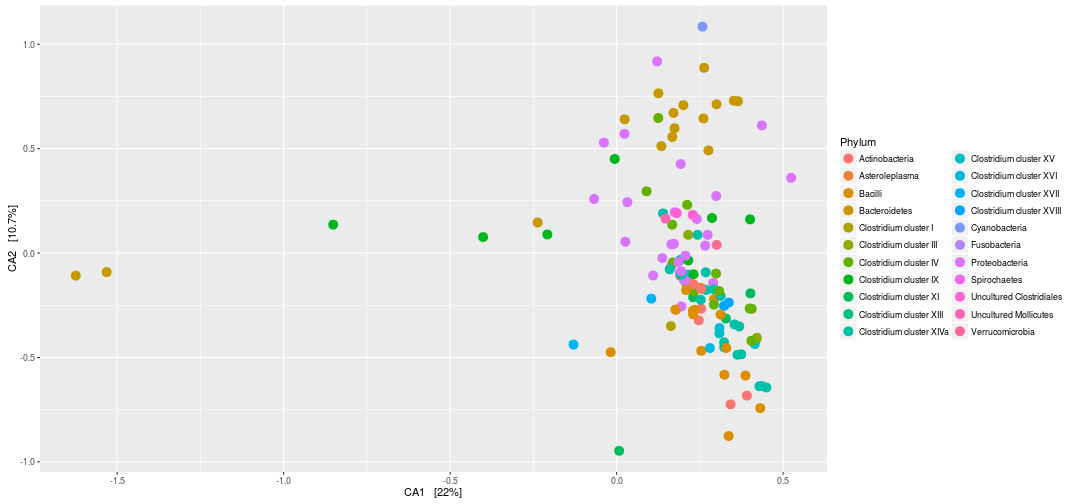 CA2 [10.7%]
1.0
0.5
0.0
-0.5
-1.0
-1.5
-1.0
-0.5
0.0
0.5
CA1 [22%]
Phylum
Actinobacteria
Asteroleplasma
Bacilli
Bacteroidetes
Clostridium cluster I
Clostridium cluster III
Clostridium cluster IV
Clostridium cluster IX
Clostridium cluster XI
Clostridium cluster XIII
Clostridium cluster XIVa
Clostridium cluster XV
Clostridium cluster XVI
Clostridium cluster XVII
Clostridium cluster XVIII
Cyanobacteria
Fusobacteria
Proteobacteria
Spirochaetes
Uncultured Clostridiales
Uncultured Mollicutes
Verrucomicrobia